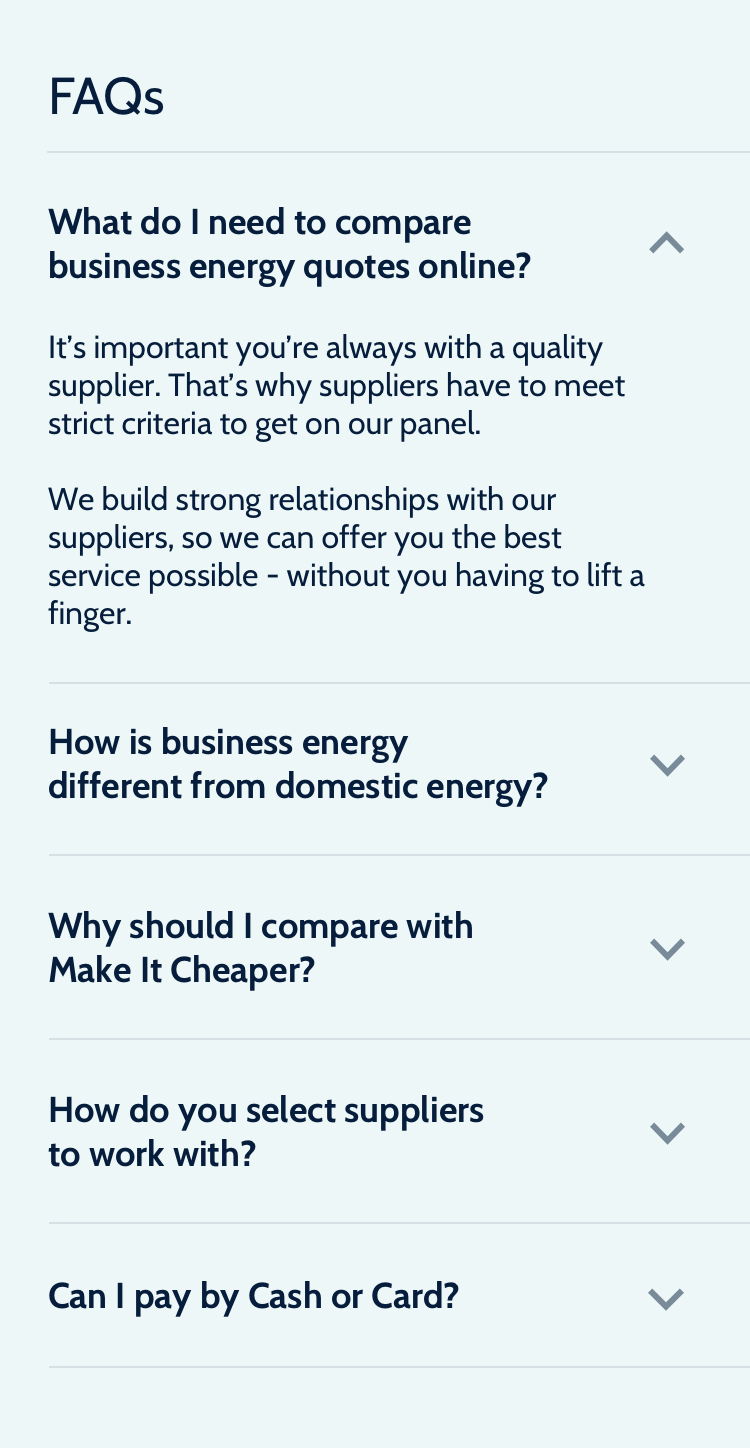 FAQs
What do I need to compare
business energy quotes online?
It’s important you’re always with a quality
supplier. That’s why suppliers have to meet
strict criteria to get on our panel.
We build strong relationships with our
suppliers, so we can offer you the best
service possible - without you having to lift a
finger.
How is business energy
different from domestic energy?
Why should I compare with
Make It Cheaper?
How do you select suppliers
to work with?
Can I pay by Cash or Card?